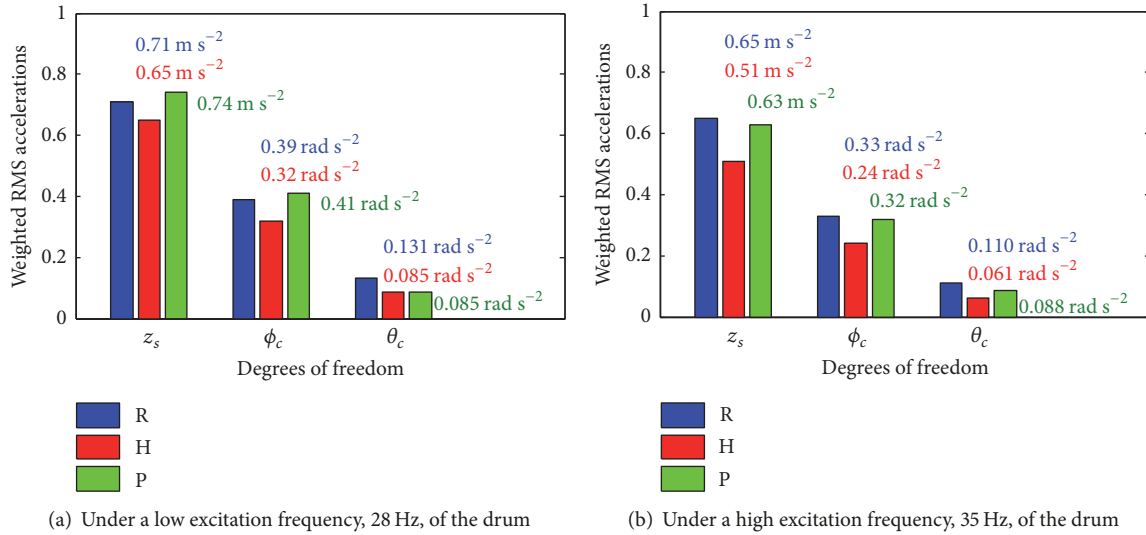 1
0.8
0.6
0.4
0.2
0
Weighted RMS accelerations
0.71 m s⁻²
0.65 m s⁻²
0.74 m s⁻²
0.39 rad s⁻²
0.32 rad s⁻²
0.41 rad s⁻²
0.131 rad s⁻²
0.085 rad s⁻²
0.085 rad s⁻²
zₛ ϕ_c θ_c
Degrees of freedom
R
H
P
(a) Under a low excitation frequency, 28 Hz, of the drum
1
0.8
0.6
0.4
0.2
0
Weighted RMS accelerations
0.65 m s⁻²
0.51 m s⁻²
0.63 m s⁻²
0.33 rad s⁻²
0.24 rad s⁻²
0.32 rad s⁻²
0.110 rad s⁻²
0.061 rad s⁻²
0.088 rad s⁻²
zₛ ϕ_c θ_c
Degrees of freedom
R
H
P
(b) Under a high excitation frequency, 35 Hz, of the drum